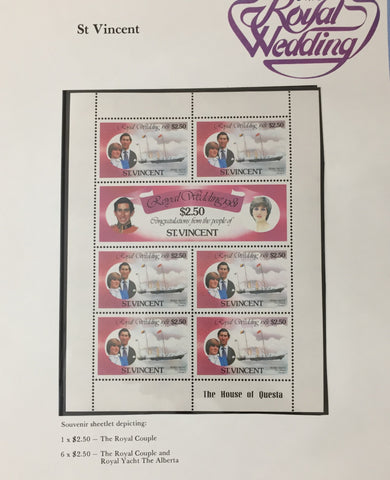 St Vincent
Royal
Wedding
Royal Wedding 1981 $2.50
ST. VINCENT
Royal Wedding 1981 $2.50
ST. VINCENT
Royal Wedding 1981
$2.50
Congratulations from the people of
ST. VINCENT
Royal Wedding 1981 $2.50
ST. VINCENT
Royal Wedding 1981 $2.50
ST. VINCENT
Royal Wedding 1981 $2.50
ST. VINCENT
Royal Wedding 1981 $2.50
ST. VINCENT
The House of Questa
Souvenir sheetlet depicting:
1 x $2.50 — The Royal Couple
6 x $2.50 — The Royal Couple and
Royal Yacht The Alberta